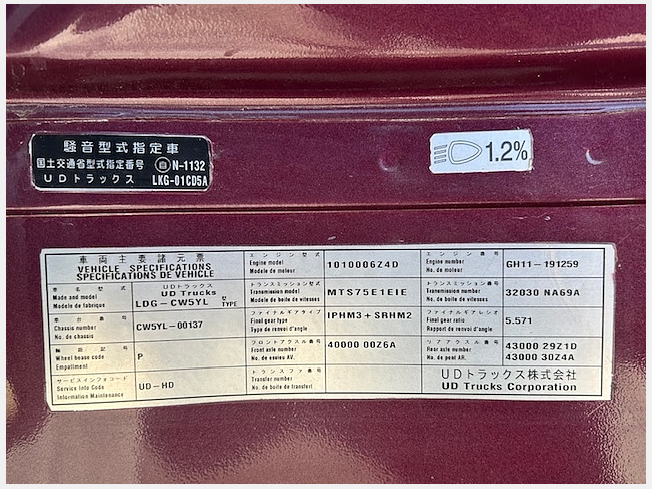 騒音型式指定車
国土交通省型式指定番号 N-1132
UDトラックス LKG-01CD5A
1.2%
車両主要諸元票
VEHICLE SPECIFICATIONS
SPECIFICATIONS DE VEHICLE
車名型式
Made and model
Modele de fabrique
UDトラックス
UD Trucks
LDG-CW5YL 型 TYPE
車台番号
Chassis number
No. de chassis
CW5YL-00137
軸距記号
Wheel bease code
Empaliment
P
サービスインフォコード
Service Info Code
Information Maintenance
UD-HD
エンジン型式
Engine model
Modele de moleur
1010006Z4D
トランスミッション型式
Transmission model
Modele de boite de vitesses
MTS75E1EIE
ファイナルギアタイプ
Final gear type
Type de renvoi d'angle
IPHM3+SRHM2
フロントアクスル番号
Front axle number
No. de essieu AV.
40000 00Z6A
トランスファ番号
Transfer number
No. de boite de transfert
エンジン番号
Engine number
No. de moteur
GH11-191259
トランスミッション番号
Transmission number
No. de boite de vitesses
32030 NA69A
ファイナルギアレシオ
Final gear ratio
Rapport de renvoi d'angle
5.571
リアアクスル番号
Rear axle number
No. de peal AR.
43000 29Z1D
43000 30Z4A
UDトラックス株式会社
UD Trucks Corporation